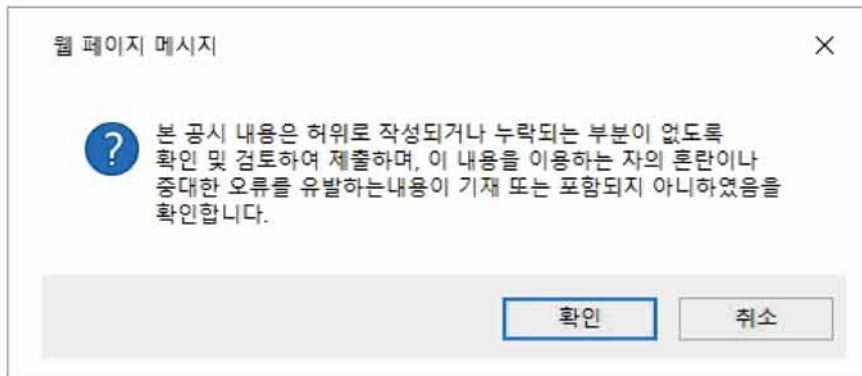 웹 페이지 메시지
본 공시 내용은 허위로 작성되거나 누락되는 부분이 없도록
확인 및 검토하여 제출하며, 이 내용을 이용하는 자의 혼란이나
중대한 오류를 유발하는내용이 기재 또는 포함되지 아니하였음을
확인합니다.
확인
취소